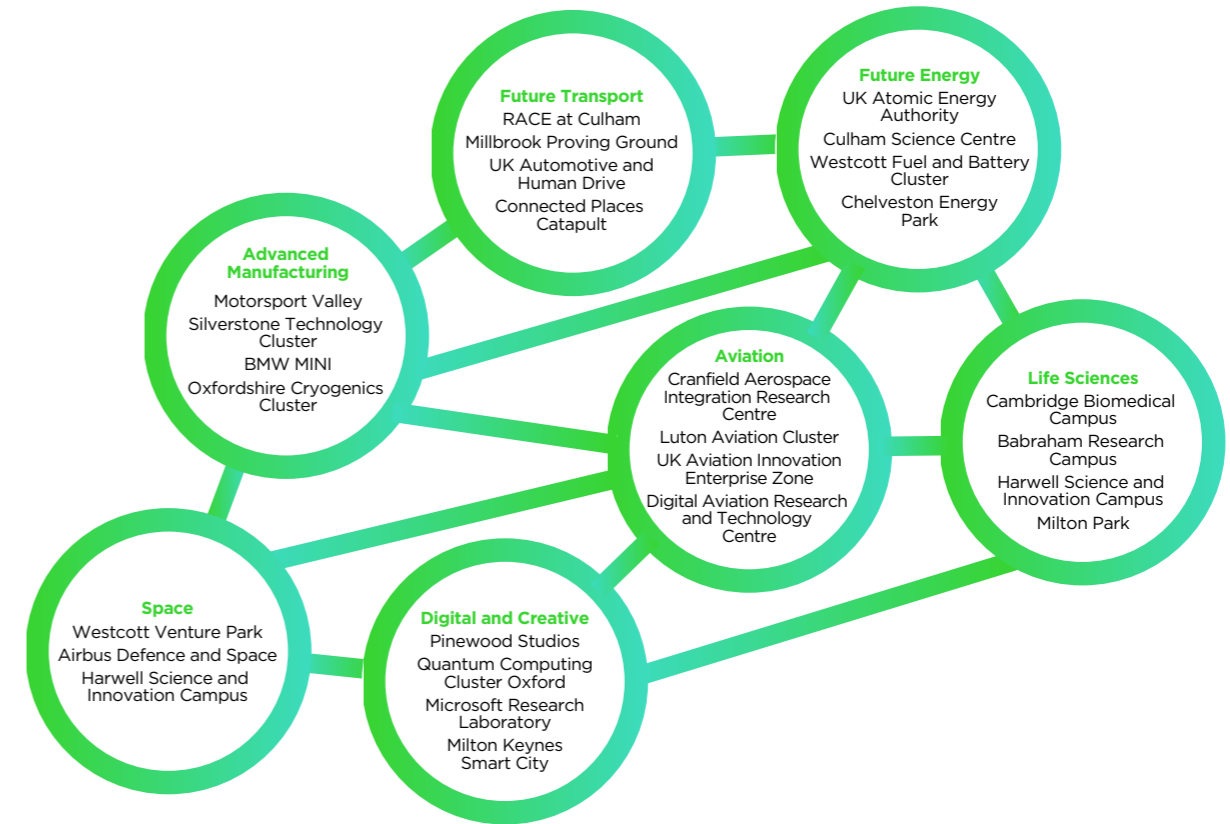 Future Transport
RACE at Culham
Millbrook Proving Ground
UK Automotive and
Human Drive
Connected Places
Catapult
Future Energy
UK Atomic Energy
Authority
Culham Science Centre
Westcott Fuel and Battery
Cluster
Chelveston Energy
Park
Advanced
Manufacturing
Motorsport Valley
Silverstone Technology
Cluster
BMW MINI
Oxfordshire Cryogenics
Cluster
Aviation
Cranfield Aerospace
Integration Research
Centre
Luton Aviation Cluster
UK Aviation Innovation
Enterprise Zone
Digital Aviation Research
and Technology
Centre
Life Sciences
Cambridge Biomedical
Campus
Babraham Research
Campus
Harwell Science and
Innovation Campus
Milton Park
Space
Westcott Venture Park
Airbus Defence and Space
Harwell Science and
Innovation Campus
Digital and Creative
Pinewood Studios
Quantum Computing
Cluster Oxford
Microsoft Research
Laboratory
Milton Keynes
Smart City